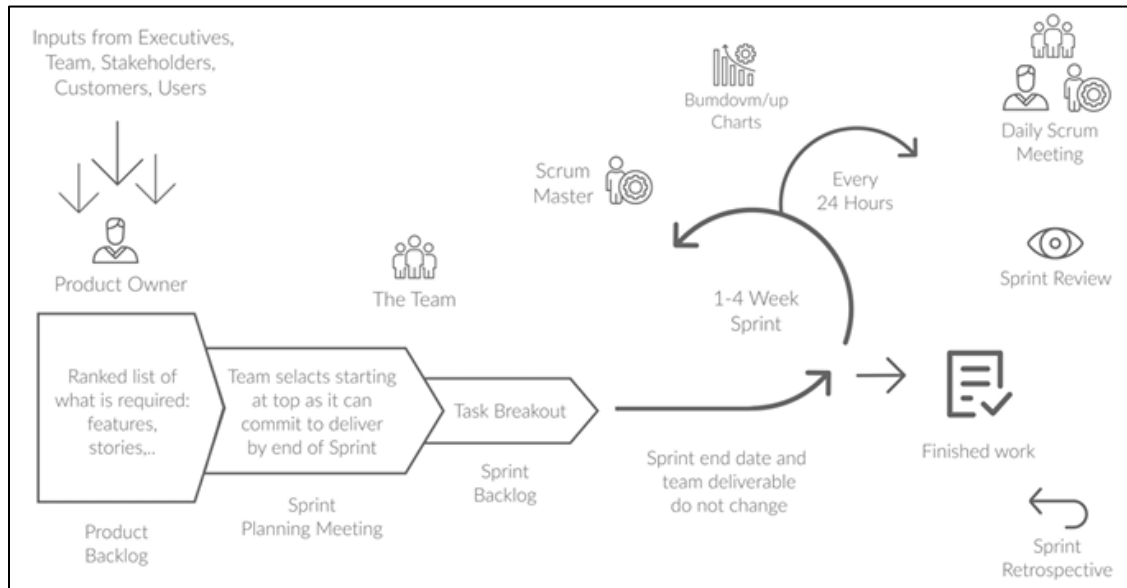 Inputs from Executives,
Team, Stakeholders,
Customers, Users
Product Owner
Ranked list of
what is required:
features,
stories,..
Product
Backlog
The Team
Team selacts starting
at top as it can
commit to deliver
by end of Sprint
Sprint
Planning Meeting
Task Breakout
Sprint
Backlog
Scrum
Master
Bumdovm/up
Charts
Every
24 Hours
1-4 Week
Sprint
Sprint end date and
team deliverable
do not change
Daily Scrum
Meeting
Sprint Review
Finished work
Sprint
Retrospective